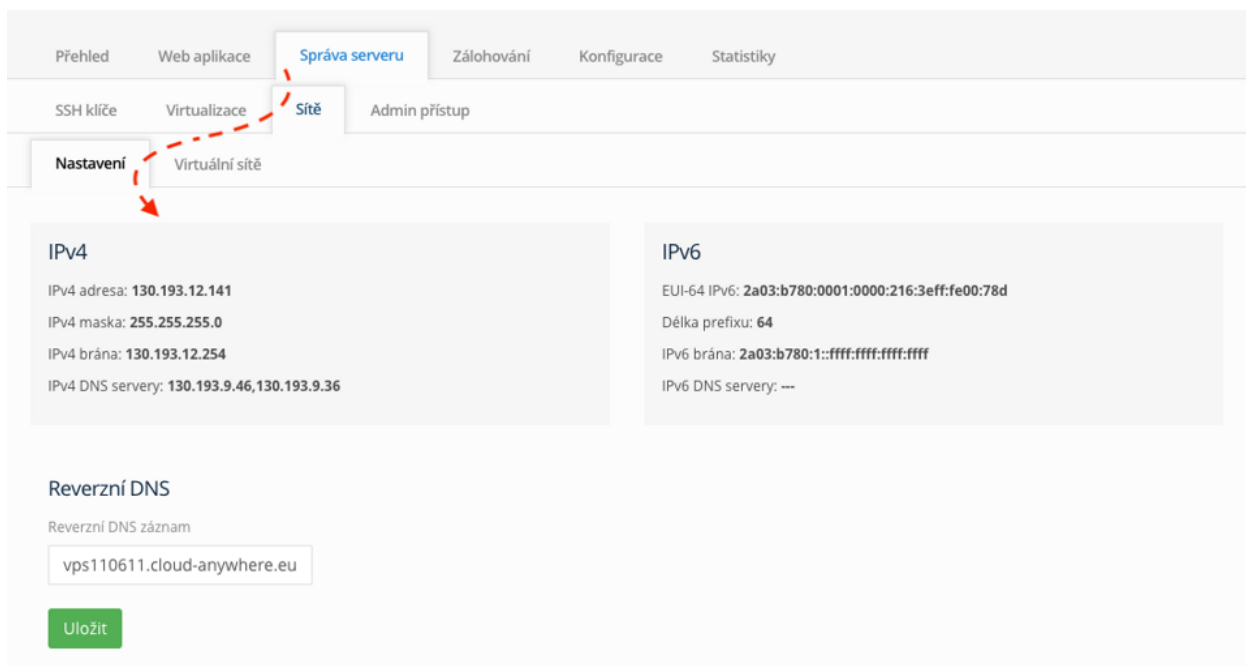 Přehled Web aplikace Správa serveru Zálohování Konfigurace Statistiky
SSH klíče Virtualizace Sítě Admin přístup
Nastavení Virtuální sítě
IPv4
IPv4 adresa: 130.193.12.141
IPv4 maska: 255.255.255.0
IPv4 brána: 130.193.12.254
IPv4 DNS servery: 130.193.9.46,130.193.9.36
IPv6
EUI-64 IPv6: 2a03:b780:0001:0000:216:3eff:fe00:78d
Délka prefixu: 64
IPv6 brána: 2a03:b780:1::ffff:ffff:ffff:ffff
IPv6 DNS servery: ---
Reverzní DNS
Reverzní DNS záznam
vps110611.cloud-anywhere.eu
Uložit